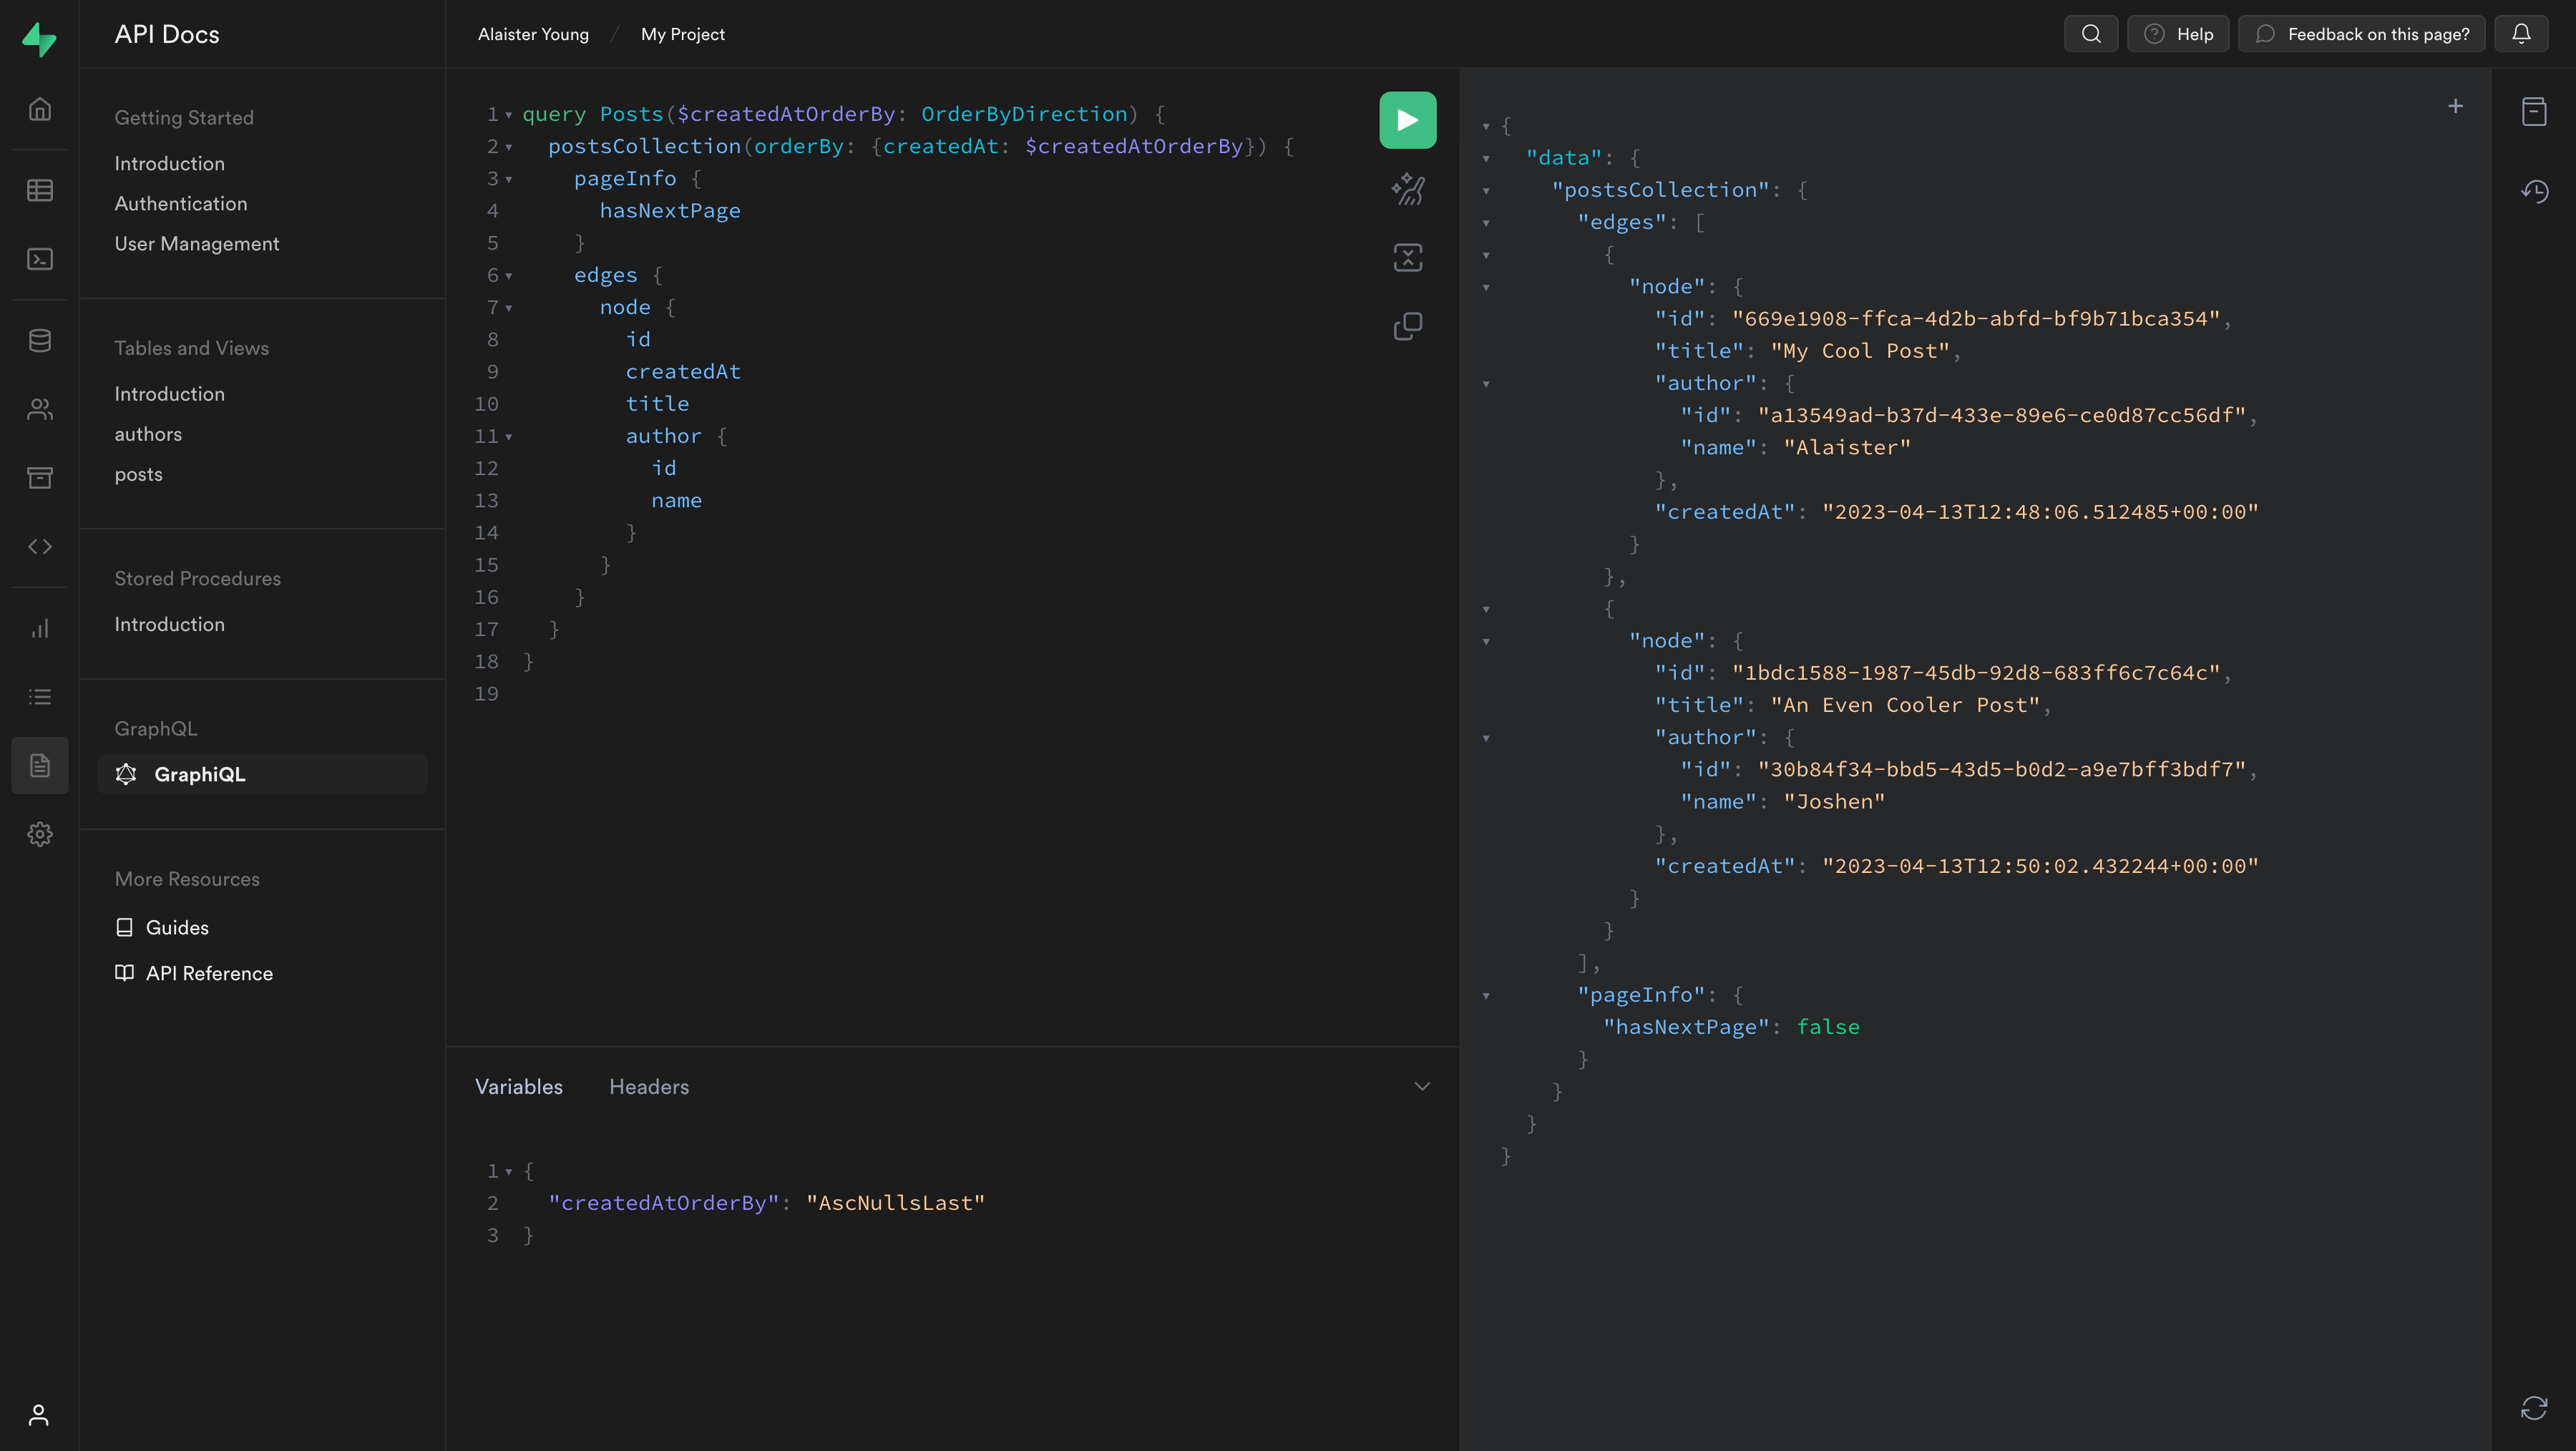 API Docs
Alaister Young / My Project
Help
Feedback on this page?
Getting Started
Introduction
Authentication
User Management
Tables and Views
Introduction
authors
posts
Stored Procedures
Introduction
GraphQL
GraphiQL
More Resources
Guides
API Reference
1 query Posts($createdAtOrderBy: OrderByDirection) {
2   postsCollection(orderBy: {createdAt: $createdAtOrderBy}) {
3     pageInfo {
4       hasNextPage
5     }
6     edges {
7       node {
8         id
9         createdAt
10         title
11         author {
12           id
13           name
14         }
15       }
16     }
17   }
18 }
19
Variables
Headers
1 {
2   "createdAtOrderBy": "AscNullsLast"
3 }
{
  "data": {
    "postsCollection": {
      "edges": [
        {
          "node": {
            "id": "669e1908-ffca-4d2b-abfd-bf9b71bca354",
            "title": "My Cool Post",
            "author": {
              "id": "a13549ad-b37d-433e-89e6-ce0d87cc56df",
              "name": "Alaister"
            },
            "createdAt": "2023-04-13T12:48:06.512485+00:00"
          }
        },
        {
          "node": {
            "id": "1bdc1588-1987-45db-92d8-683ff6c7c64c",
            "title": "An Even Cooler Post",
            "author": {
              "id": "30b84f34-bbd5-43d5-b0d2-a9e7bff3bdf7",
              "name": "Joshen"
            },
            "createdAt": "2023-04-13T12:50:02.432244+00:00"
          }
        }
      ],
      "pageInfo": {
        "hasNextPage": false
      }
    }
  }
}